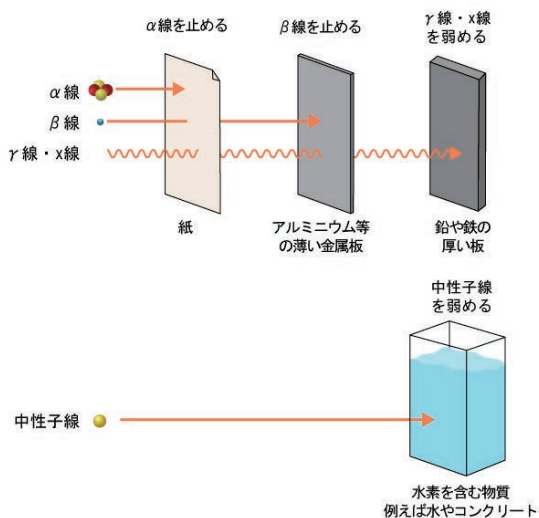 α線を止める
β線を止める
γ線・x線
を弱める
α線
β線
γ線・x線
紙
アルミニウム等
の薄い金属板
鉛や鉄の
厚い板
中性子線
を弱める
中性子線
水素を含む物質
例えば水やコンクリート